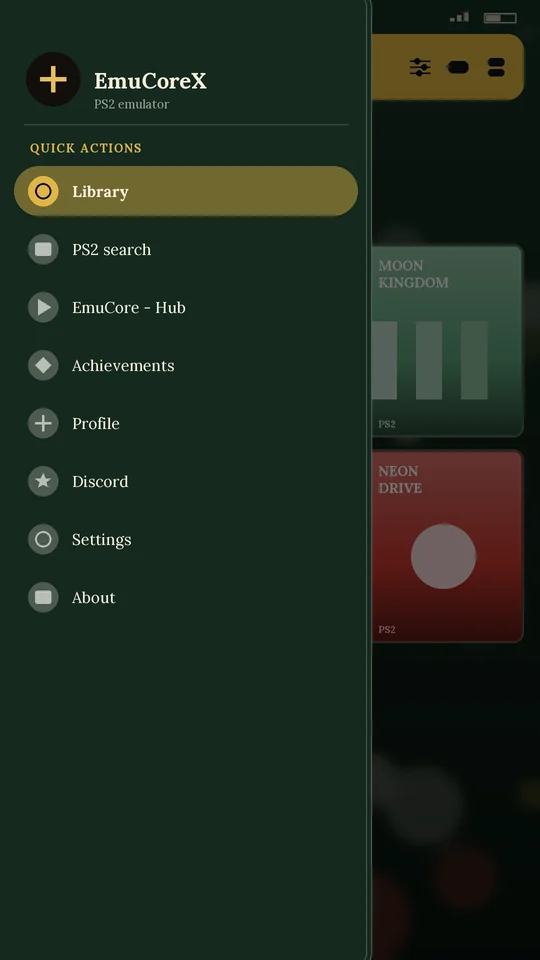 EmuCoreX
PS2 emulator
QUICK ACTIONS
Library
PS2 search
EmuCore - Hub
Achievements
Profile
Discord
Settings
About
MOON
KINGDOM
PS2
NEON
DRIVE
PS2